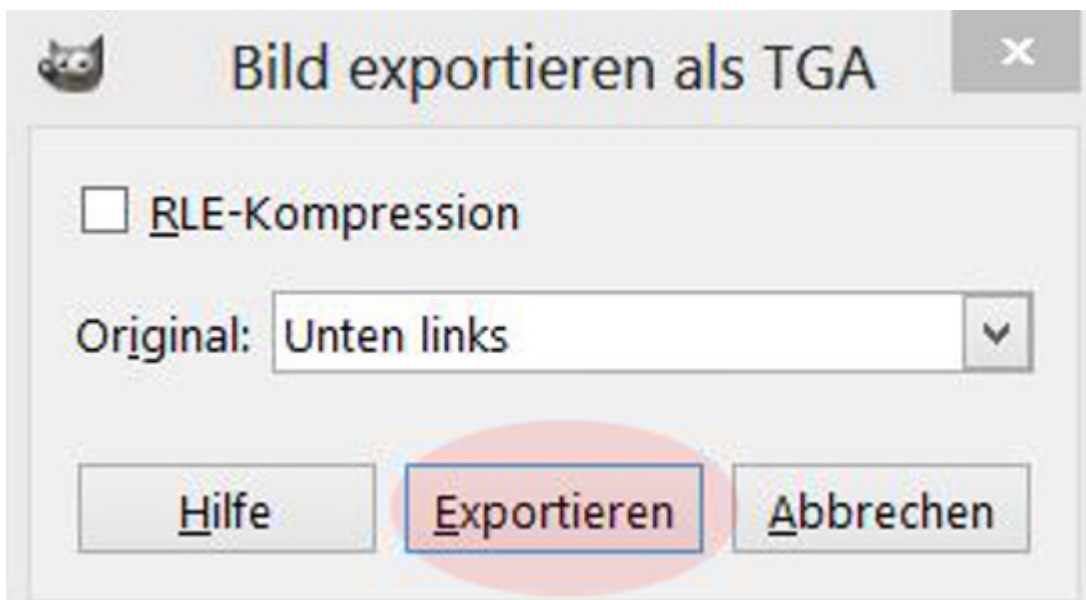 Bild exportieren als TGA
RLE-Kompression
Original: Unten links
Hilfe Exportieren Abbrechen